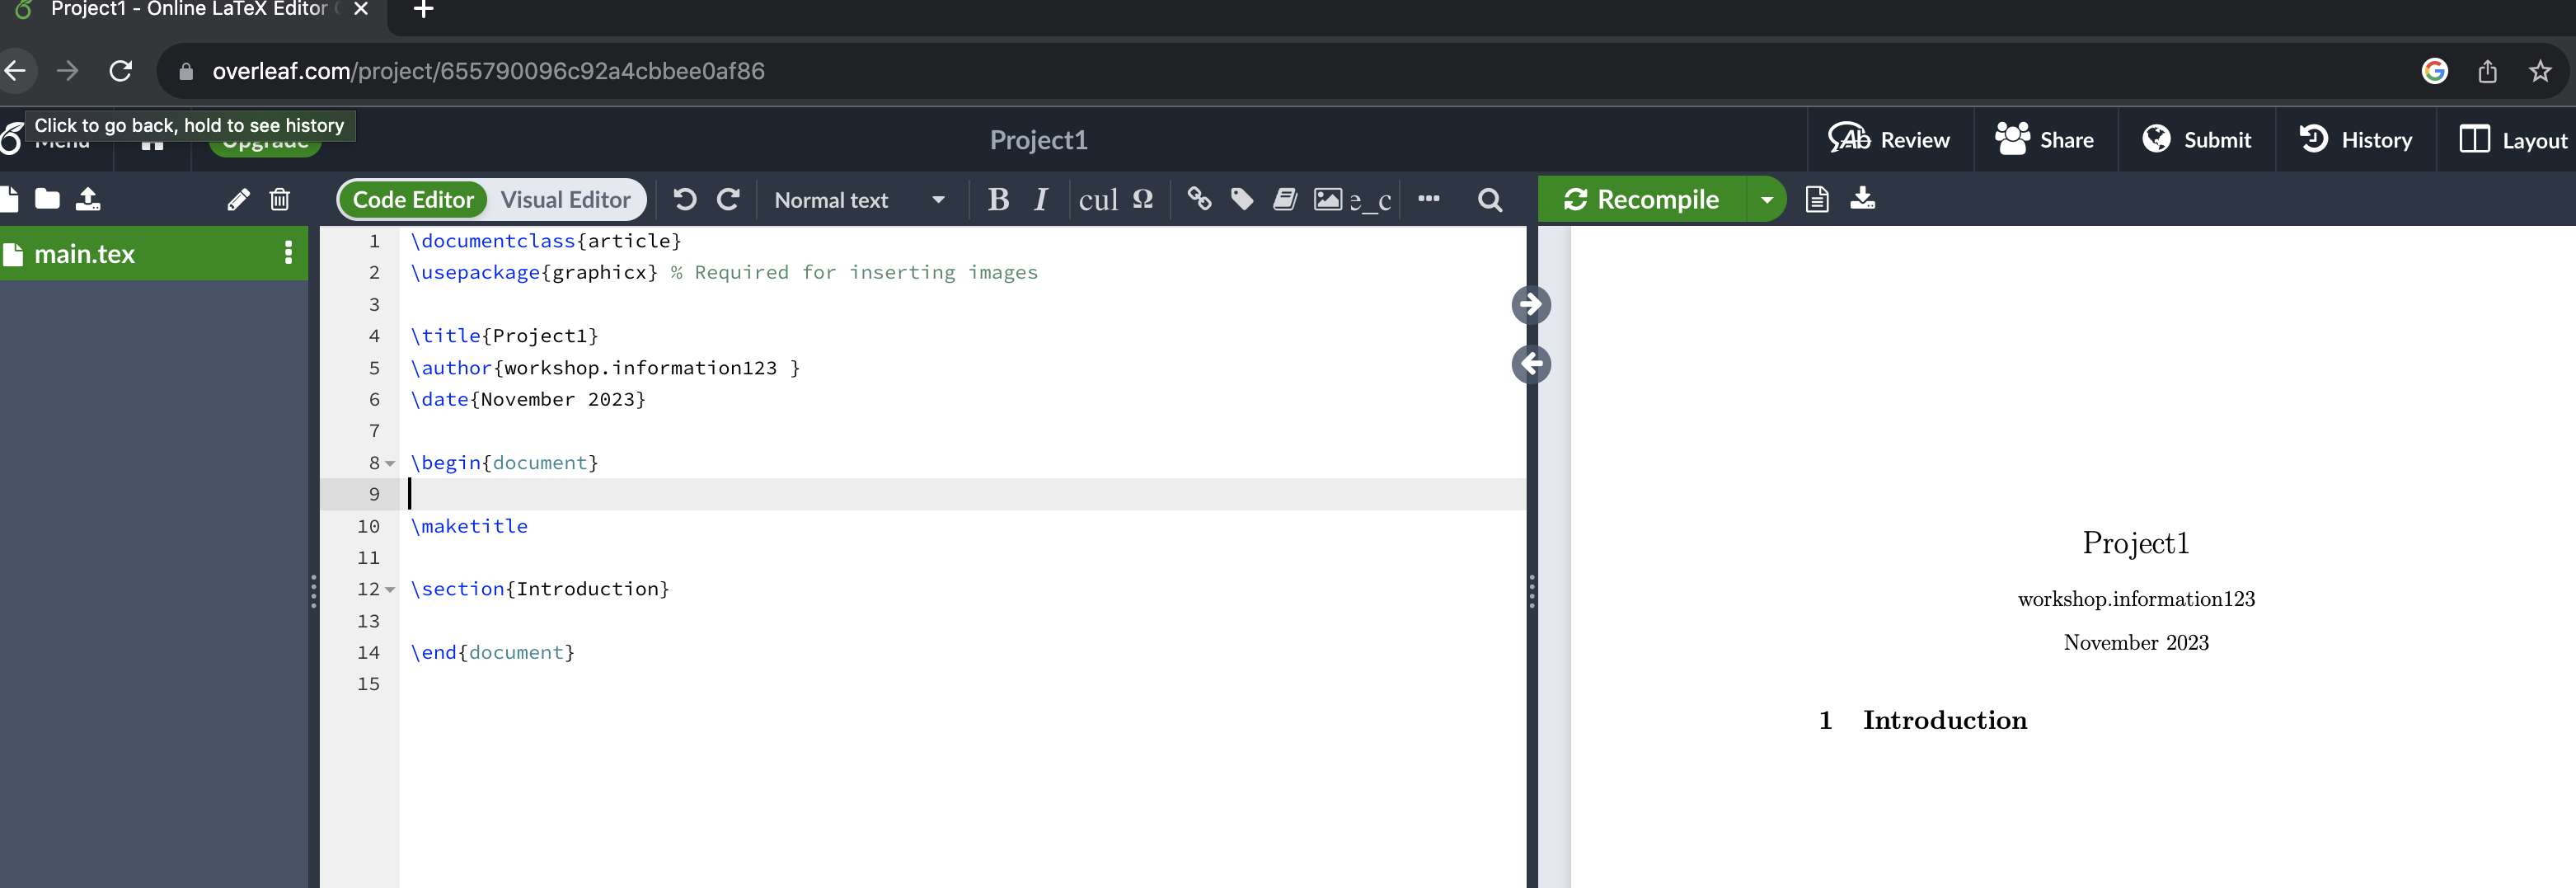 Project1 - Online LaTeX Editor
overleaf.com/project/655790096c92a4cbbee0af86
Click to go back, hold to see history
Menu
Upgrade
Project1
Review
Share
Submit
History
Layout
Code Editor
Visual Editor
Normal text
B I
Ω
Recompile
main.tex
1 \documentclass{article}
2 \usepackage{graphicx} % Required for inserting images
3
4 \title{Project1}
5 \author{workshop.information123 }
6 \date{November 2023}
7
8 \begin{document}
9
10 \maketitle
11
12 \section{Introduction}
13
14 \end{document}
15
Project1
workshop.information123
November 2023
1 Introduction